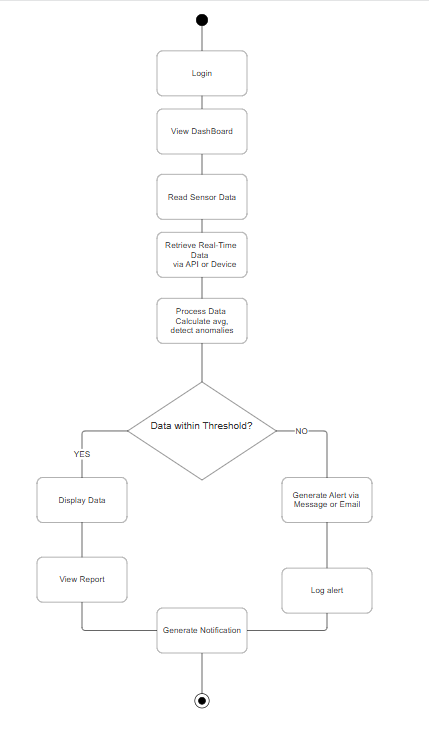 Login
View DashBoard
Read Sensor Data
Retrieve Real-Time
Data
via API or Device
Process Data
Calculate avg,
detect anomalies
Data within Threshold?
YES
NO
Display Data
Generate Alert via
Message or Email
View Report
Log alert
Generate Notification